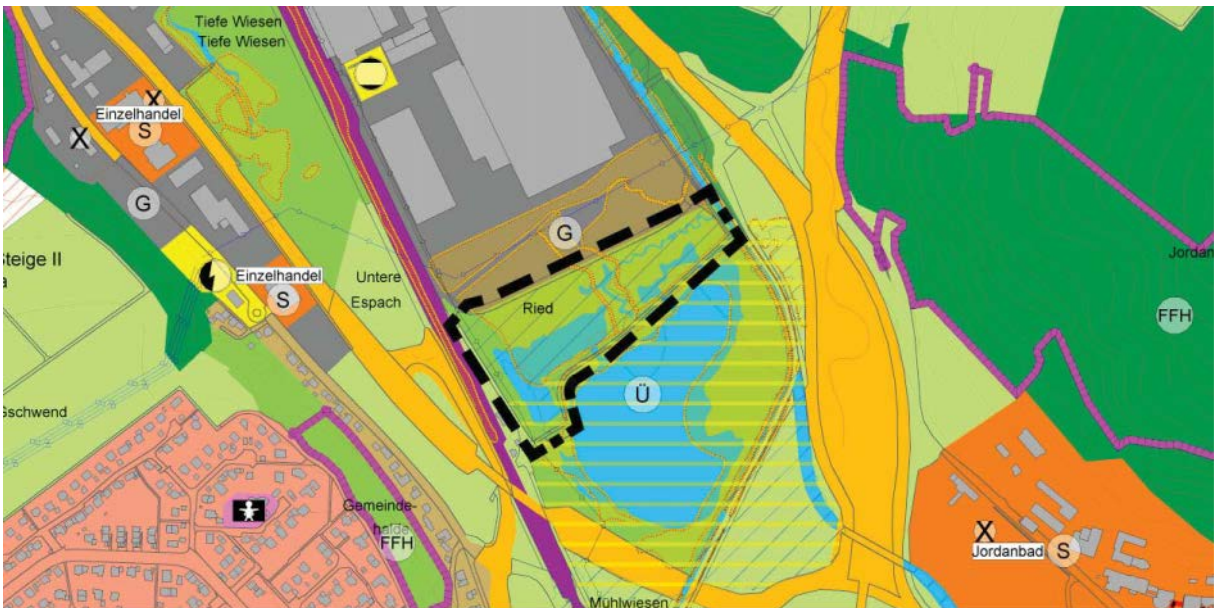 Tiefe Wiesen
Tiefe Wiesen
X
Einzelhandel
S
X
G
G
Steige II
Jordan
Untere
Einzelhandel
S
Espach
Ried
FFH
Ü
Gschwend
Gemeinde-
halde
FFH
X
Jordanbad
S
Mühlwiesen